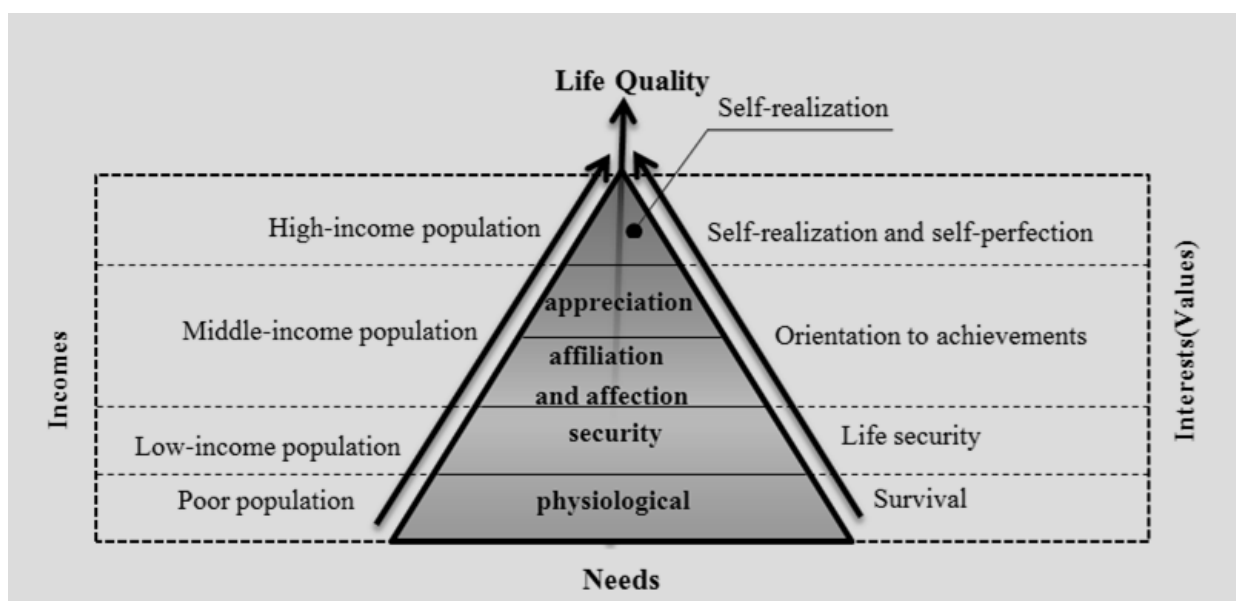 Life Quality
Self-realization
High-income population
Self-realization and self-perfection
appreciation
Middle-income population
Orientation to achievements
affiliation
and affection
Incomes
Interests(Values)
security
Low-income population
Life security
Poor population
physiological
Survival
Needs